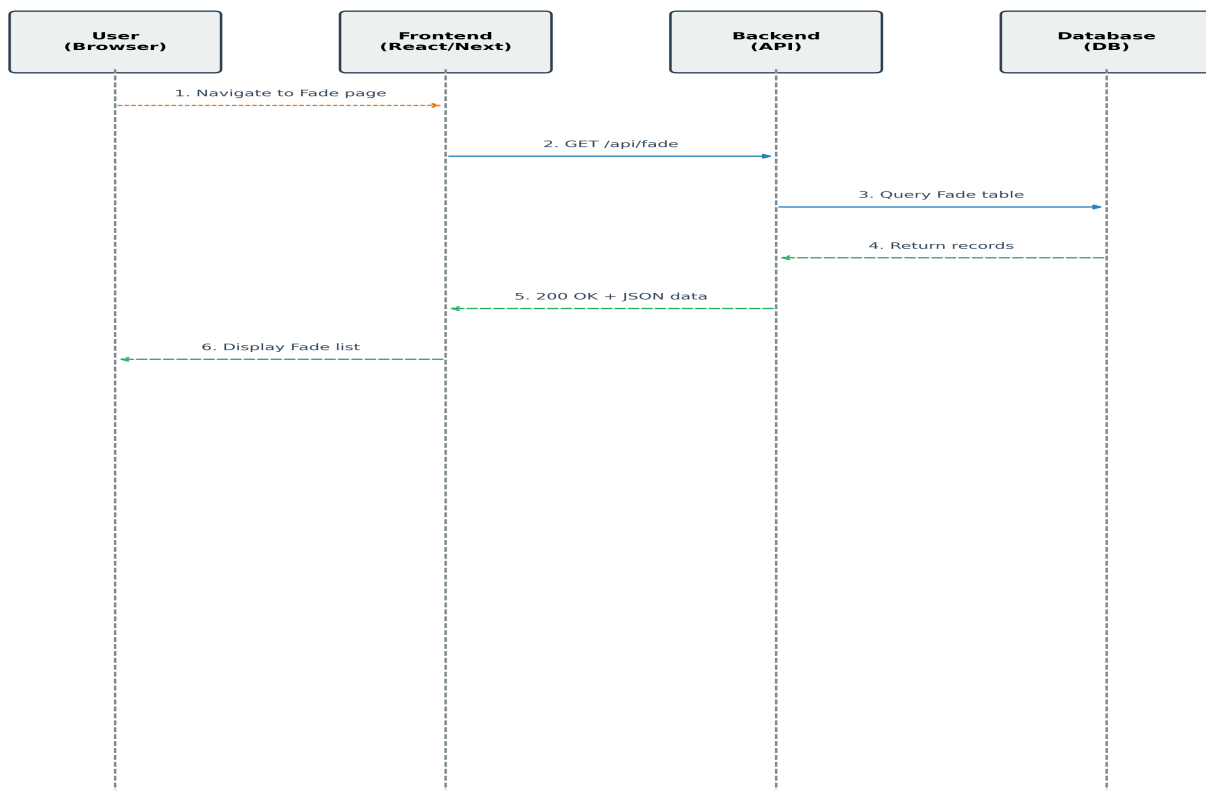 User
(Browser)
Frontend
(React/Next)
Backend
(API)
Database
(DB)
1. Navigate to Fade page
2. GET /api/fade
3. Query Fade table
4. Return records
5. 200 OK + JSON data
6. Display Fade list